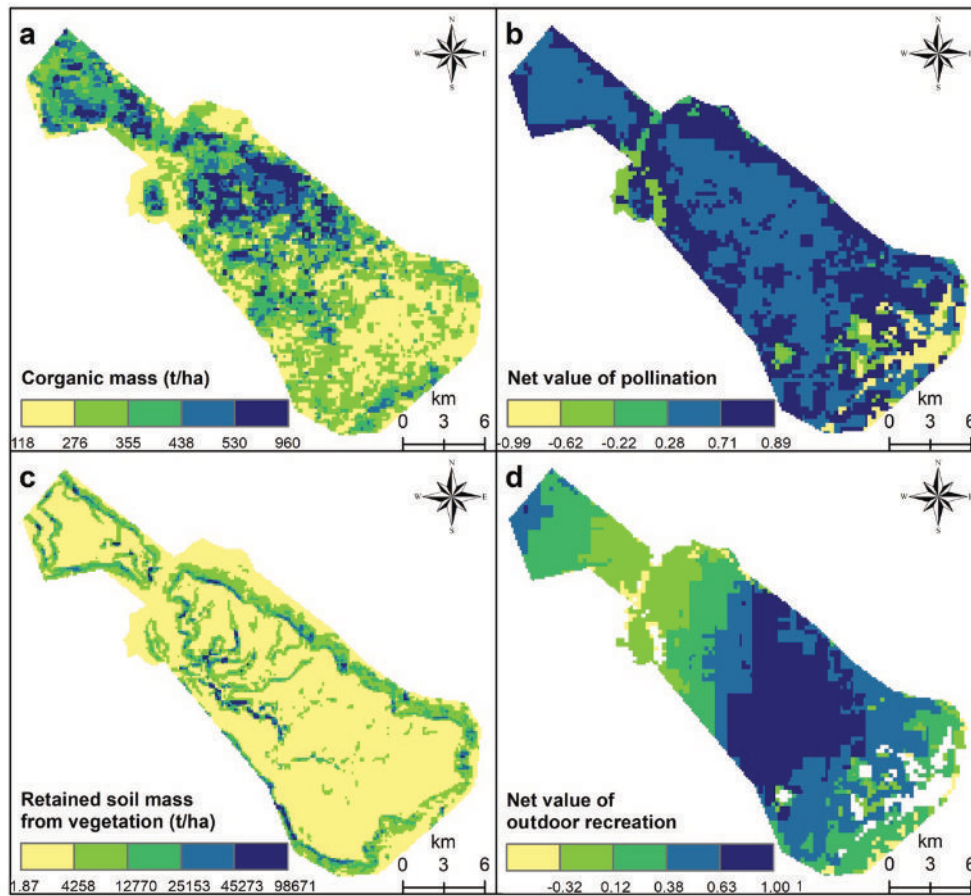 a
N
W E
S
Corganic mass (t/ha)
118 276 355 438 530 960
km
0 3 6
b
N
W E
S
Net value of pollination
-0.99 -0.62 -0.22 0.28 0.71 0.89
km
0 3 6
c
N
W E
S
Retained soil mass
from vegetation (t/ha)
1.87 4258 12770 25153 45273 98671
km
0 3 6
d
N
W E
S
Net value of
outdoor recreation
-0.32 0.12 0.38 0.63 1.00 1
km
0 3 6